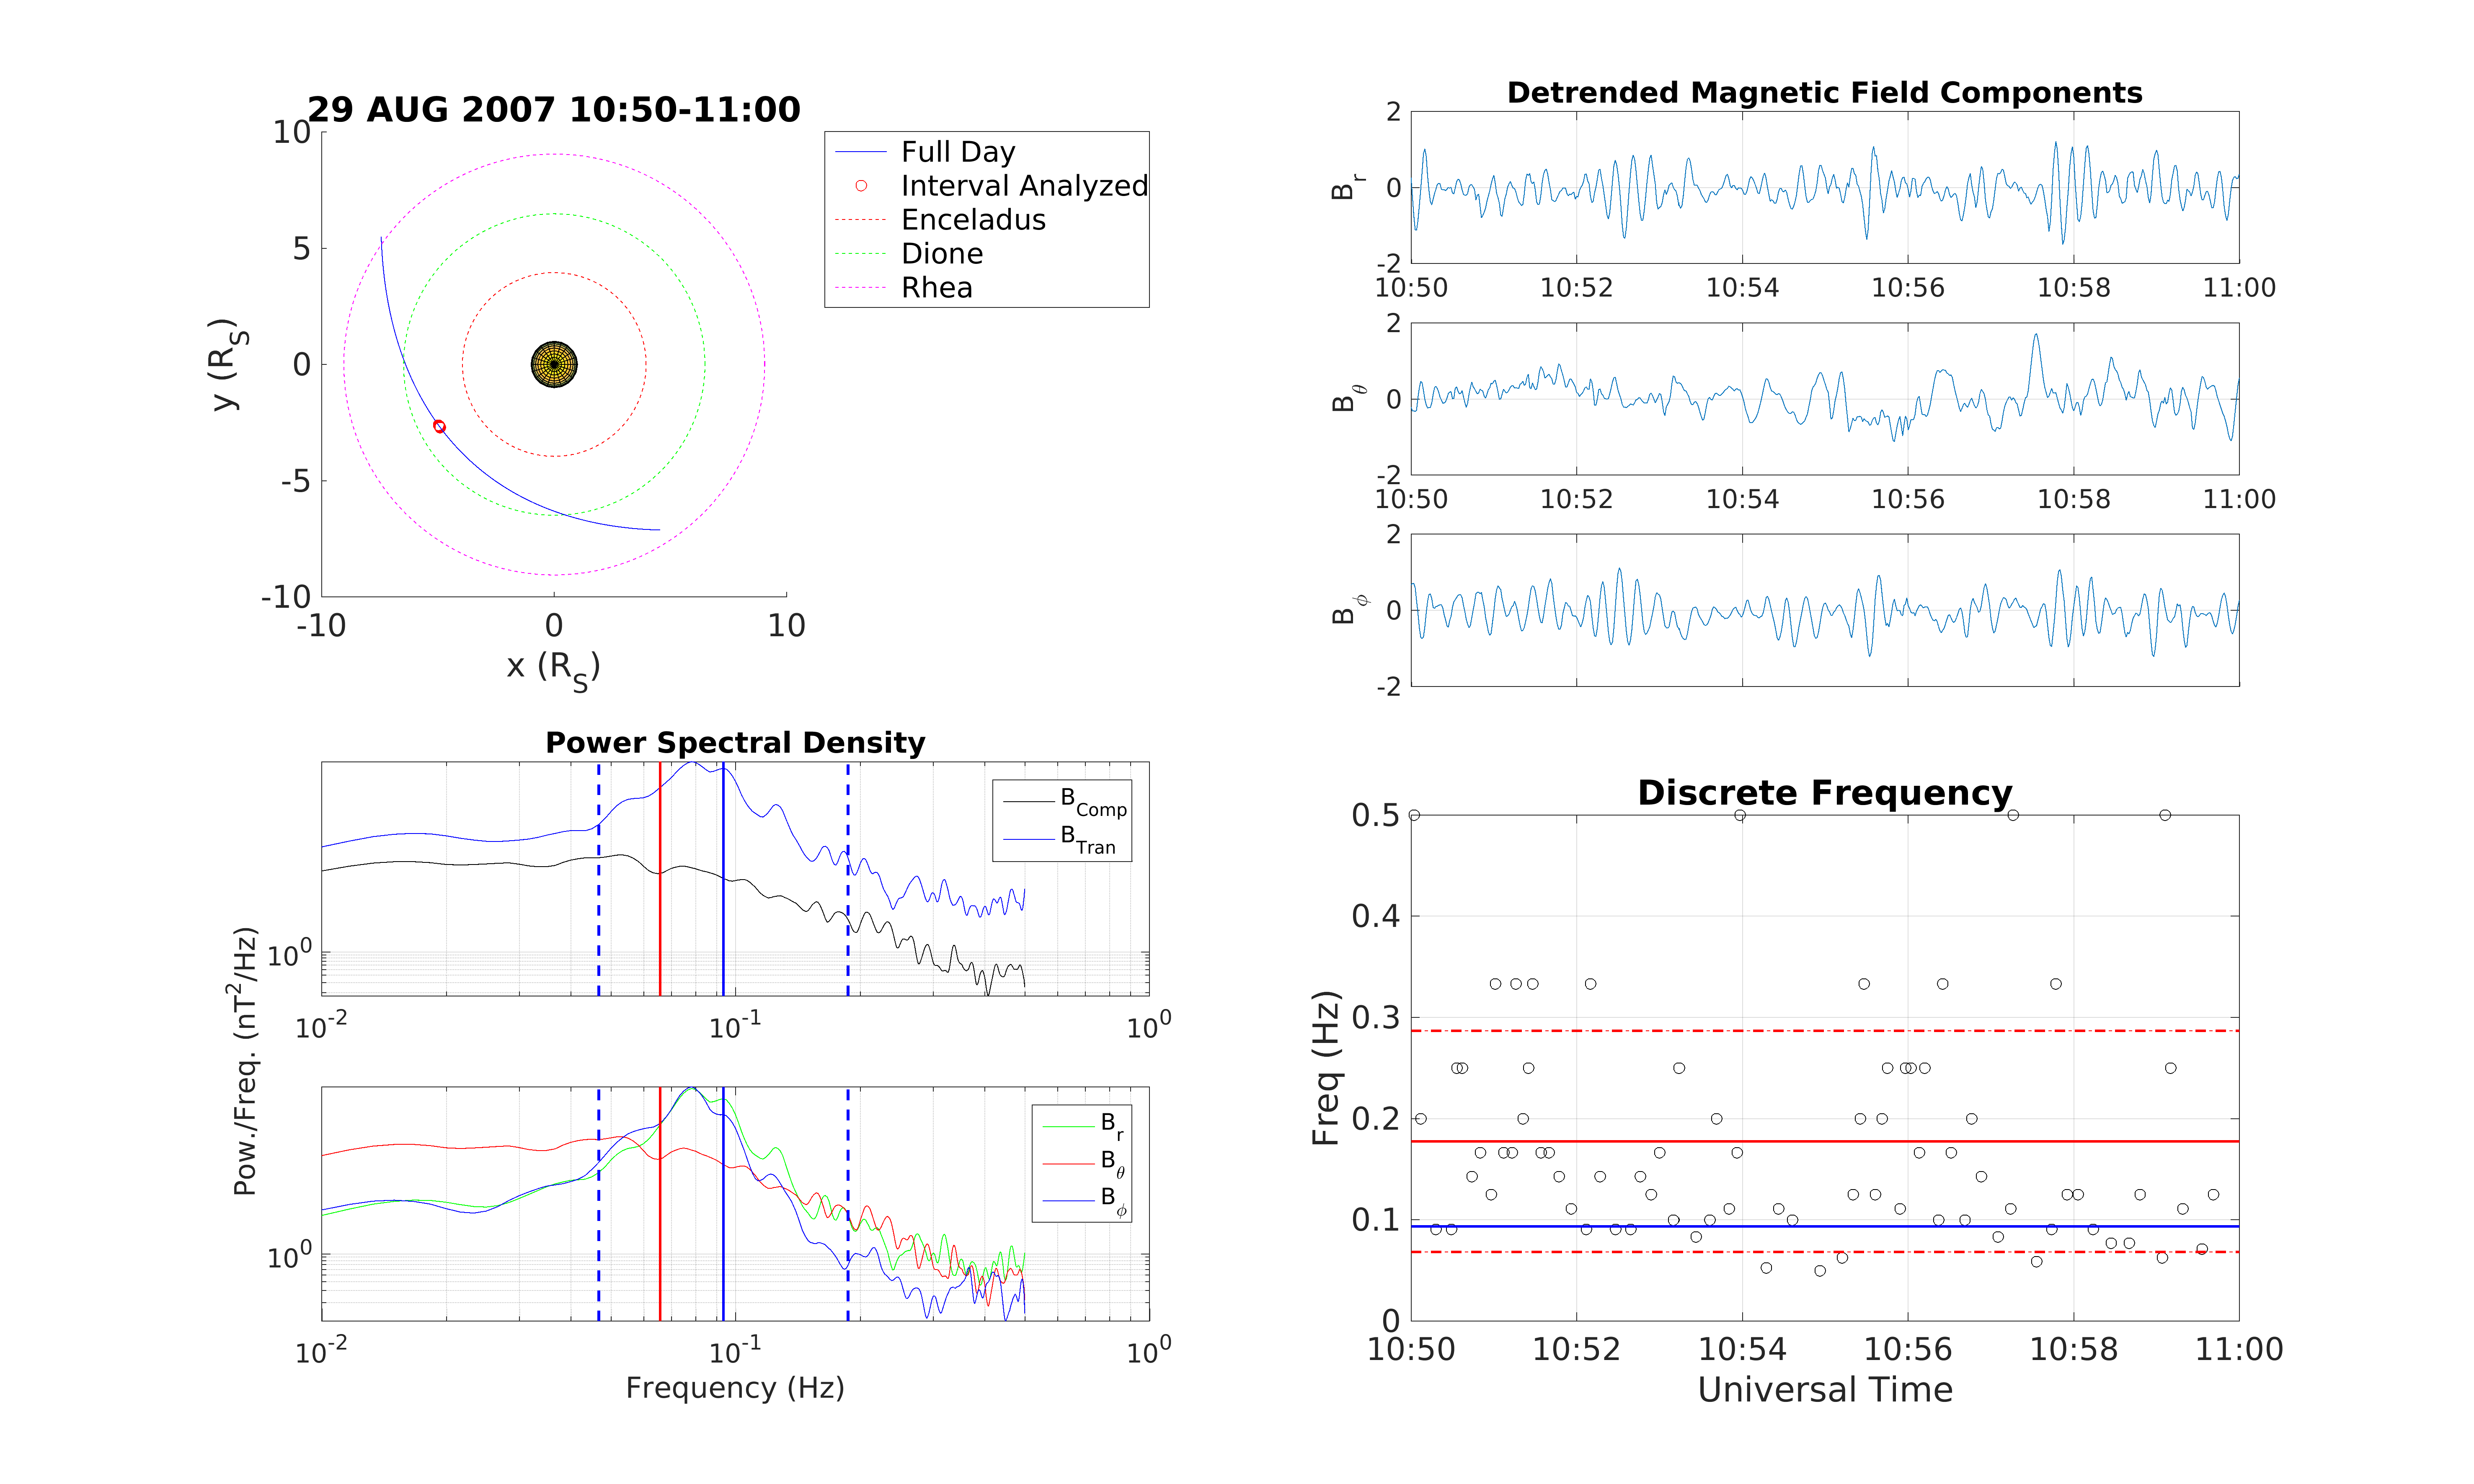 29 AUG 2007 10:50-11:00
10
5
0
-5
-10
-10 0 10
y (R_S)
x (R_S)
Full Day
Interval Analyzed
Enceladus
Dione
Rhea
Detrended Magnetic Field Components
2
0
-2
B_r
10:50 10:52 10:54 10:56 10:58 11:00
2
0
-2
B_θ
10:50 10:52 10:54 10:56 10:58 11:00
2
0
-2
B_ϕ
Power Spectral Density
B_Comp
B_Tran
10^0
10^-2 10^-1 10^0
Pow./Freq. (nT^2/Hz)
B_r
B_θ
B_ϕ
10^0
10^-2 10^-1 10^0
Frequency (Hz)
Discrete Frequency
0.5
0.4
0.3
0.2
0.1
0
Freq (Hz)
10:50 10:52 10:54 10:56 10:58 11:00
Universal Time